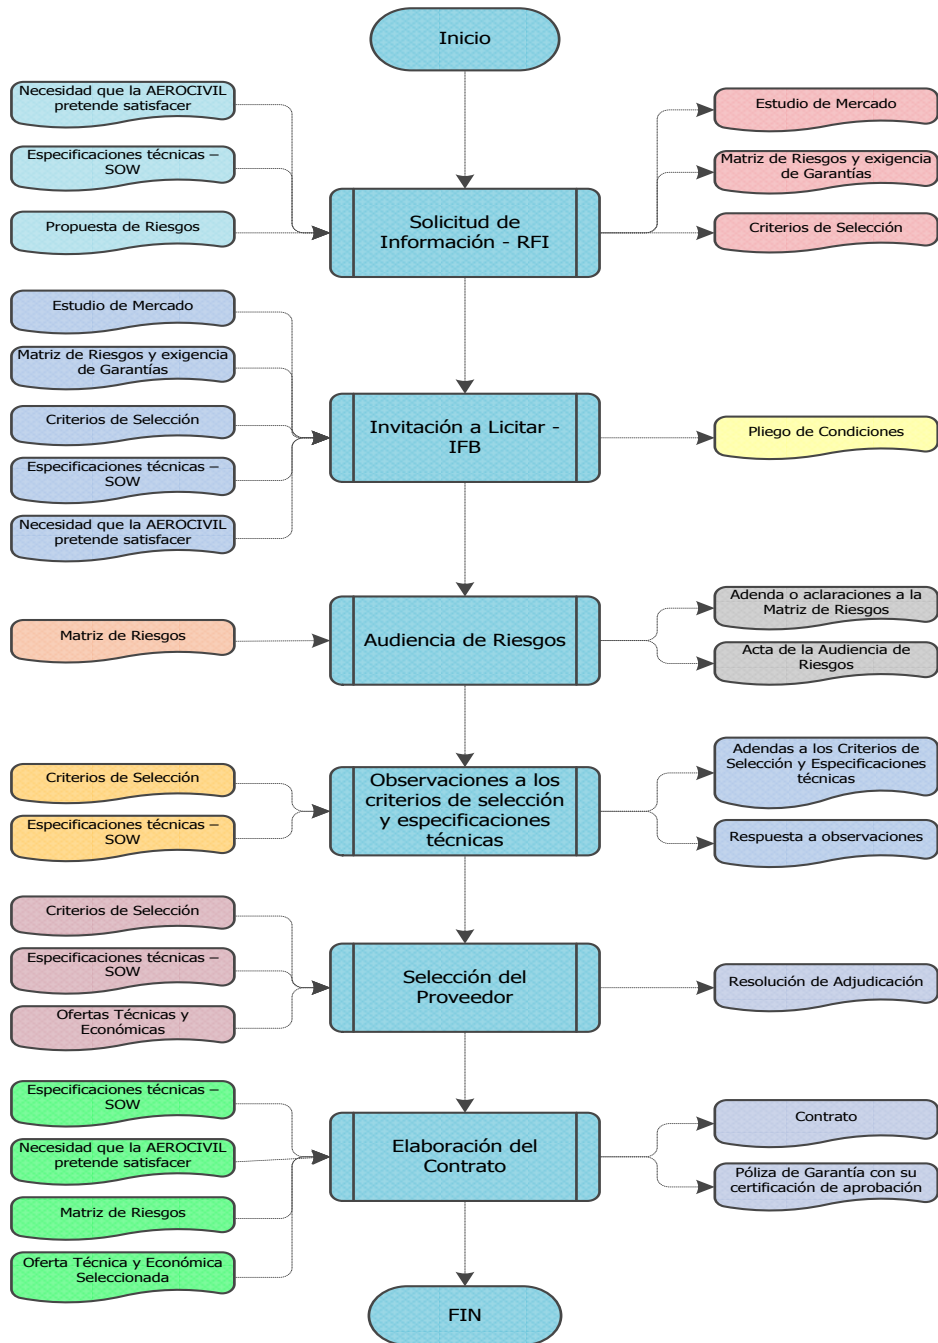 Inicio
Necesidad que la AEROCIVIL
pretende satisfacer
Especificaciones técnicas –
SOW
Propuesta de Riesgos
Solicitud de
Información - RFI
Estudio de Mercado
Matriz de Riesgos y exigencia
de Garantías
Criterios de Selección
Estudio de Mercado
Matriz de Riesgos y exigencia
de Garantías
Criterios de Selección
Especificaciones técnicas –
SOW
Necesidad que la AEROCIVIL
pretende satisfacer
Invitación a Licitar -
IFB
Pliego de Condiciones
Matriz de Riesgos
Audiencia de Riesgos
Adenda o aclaraciones a la
Matriz de Riesgos
Acta de la Audiencia de
Riesgos
Criterios de Selección
Especificaciones técnicas –
SOW
Observaciones a los
criterios de selección
y especificaciones
técnicas
Adendas a los Criterios de
Selección y Especificaciones
técnicas
Respuesta a observaciones
Criterios de Selección
Especificaciones técnicas –
SOW
Ofertas Técnicas y
Económicas
Selección del
Proveedor
Resolución de Adjudicación
Especificaciones técnicas –
SOW
Necesidad que la AEROCIVIL
pretende satisfacer
Matriz de Riesgos
Oferta Técnica y Económica
Seleccionada
Elaboración del
Contrato
Contrato
Póliza de Garantía con su
certificación de aprobación
FIN